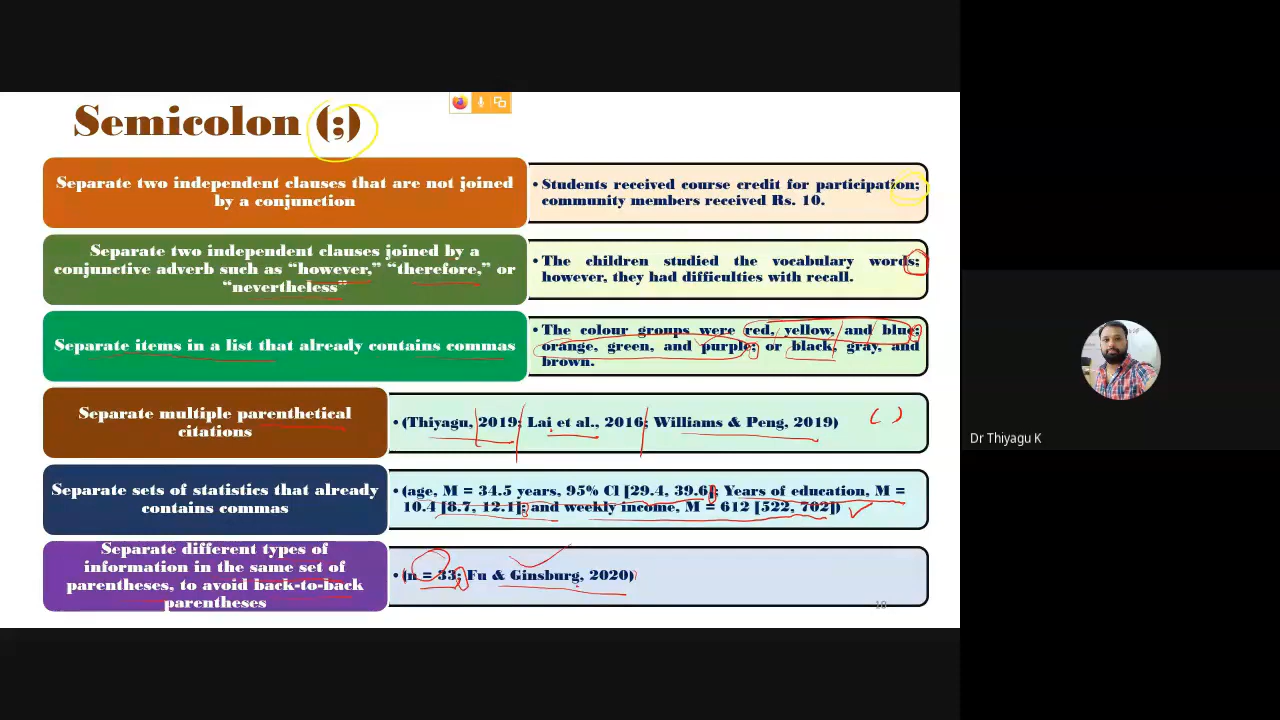 Semicolon (;)
Separate two independent clauses that are not joined
by a conjunction
• Students received course credit for participation;
community members received Rs. 10.
Separate two independent clauses joined by a
conjunctive adverb such as “however,” “therefore,” or
“nevertheless”
• The children studied the vocabulary words;
however, they had difficulties with recall.
Separate items in a list that already contains commas
• The colour groups were red, yellow, and blue;
orange, green, and purple; or black, gray, and
brown.
Separate multiple parenthetical
citations
• (Thiyagu, 2019; Lai et al., 2016; Williams & Peng, 2019)
( )
Separate sets of statistics that already
contains commas
• (age, M = 34.5 years, 95% Cl [29.4, 39.6]; Years of education, M =
10.4 [8.7, 12.1]; and weekly income, M = 612 [522, 702])
Separate different types of
information in the same set of
parentheses, to avoid back-to-back
parentheses
• (n = 33; Fu & Ginsburg, 2020)
10
Dr Thiyagu K